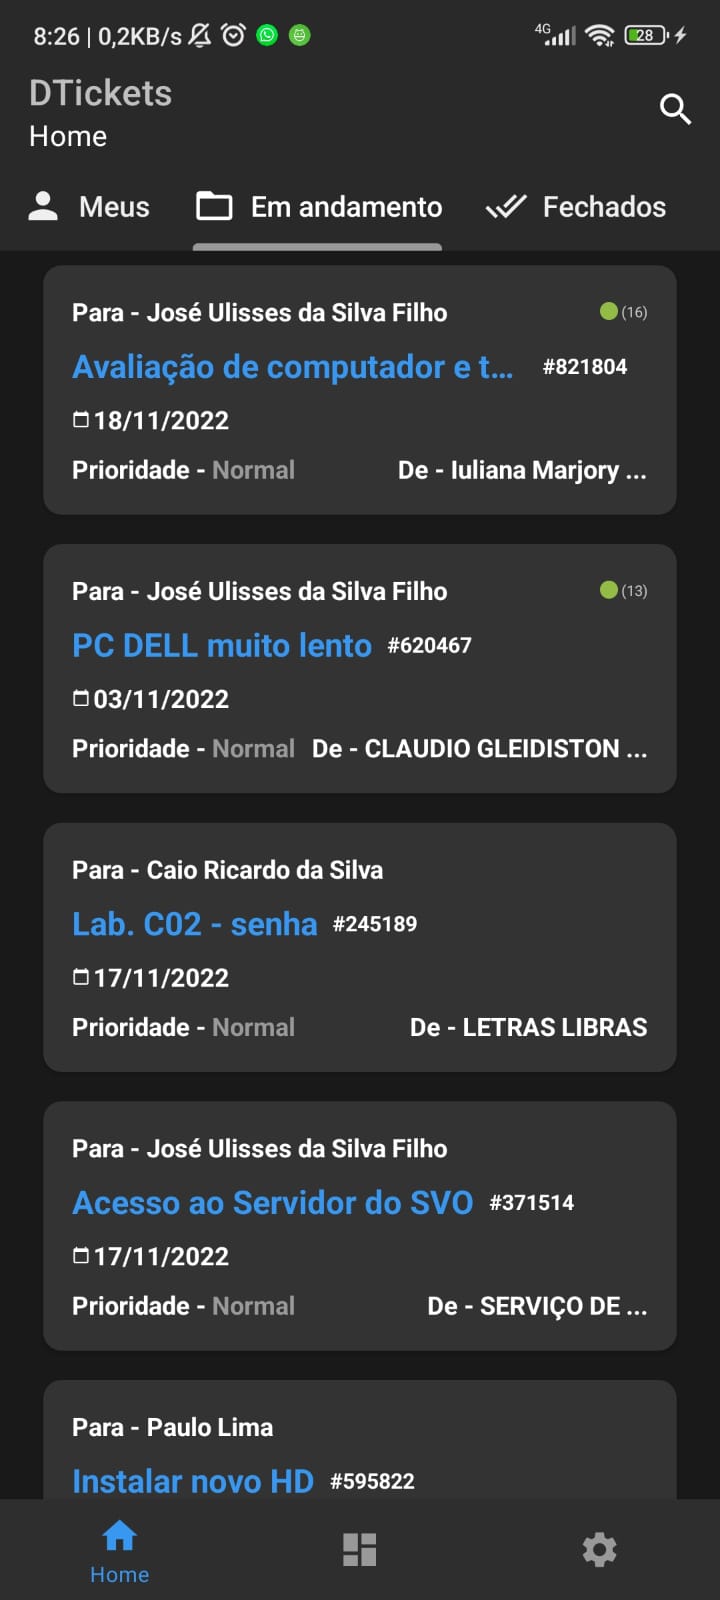 8:26 | 0,2KB/s 4G 28
DTickets
Home
Meus Em andamento Fechados
Para - José Ulisses da Silva Filho (16)
Avaliação de computador e t... #821804
18/11/2022
Prioridade - Normal De - Iuliana Marjory ...
Para - José Ulisses da Silva Filho (13)
PC DELL muito lento #620467
03/11/2022
Prioridade - Normal De - CLAUDIO GLEIDISTON ...
Para - Caio Ricardo da Silva
Lab. C02 - senha #245189
17/11/2022
Prioridade - Normal De - LETRAS LIBRAS
Para - José Ulisses da Silva Filho
Acesso ao Servidor do SVO #371514
17/11/2022
Prioridade - Normal De - SERVIÇO DE ...
Para - Paulo Lima
Instalar novo HD #595822
Home